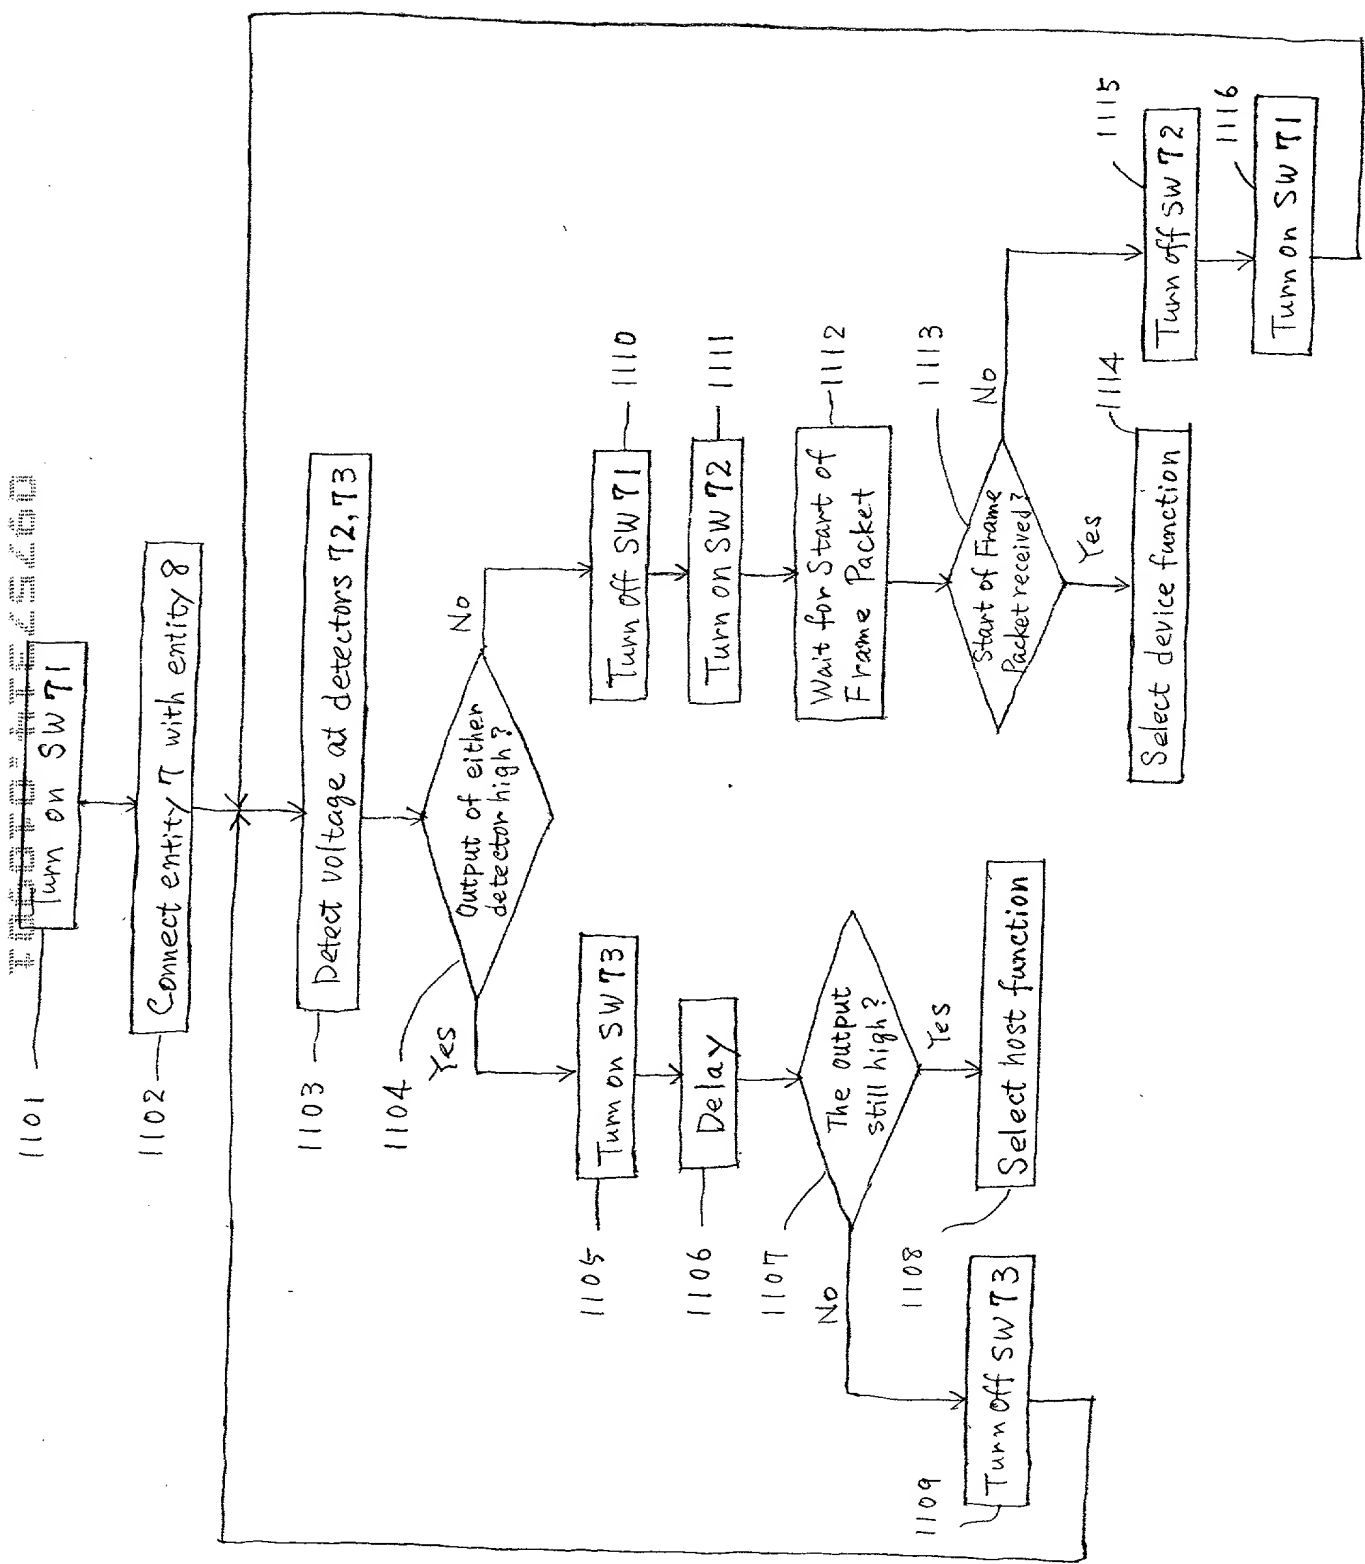 1101
Turn on SW 71
1102
Connect entity 7 with entity 8
1103
Detect voltage at detectors 72, 73
1104
Output of either
detector high?
Yes
No
1105
Turn on SW 73
1106
Delay
1107
The output
still high?
Yes
No
1108
Select host function
1109
Turn off SW 73
1110
Turn off SW 71
1111
Turn on SW 72
1112
Wait for Start of
Frame Packet
1113
Start of Frame
Packet received?
No
Yes
1114
Select device function
1115
Turn off SW 72
1116
Turn on SW 71